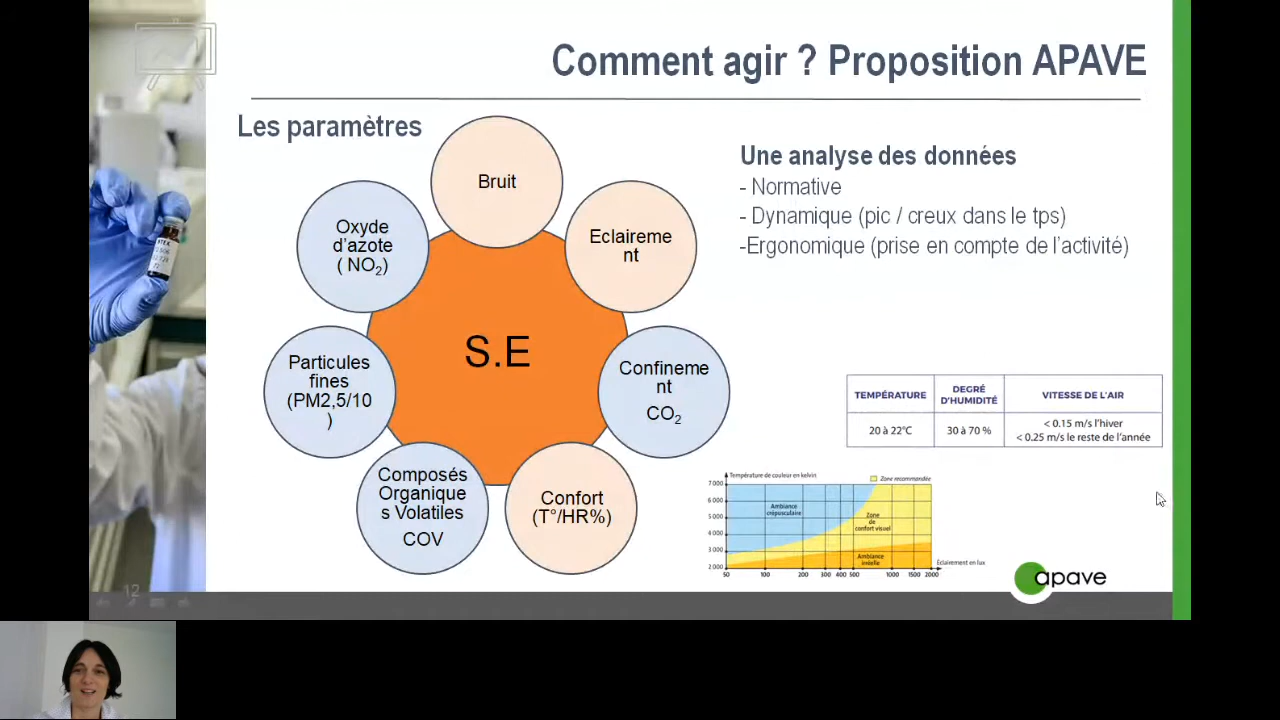 Comment agir ? Proposition APAVE
Les paramètres
Bruit
Eclaireme
nt
Confineme
nt
CO₂
Confort
(T°/HR%)
Composés
Organique
s Volatiles
COV
Particules
fines
(PM2,5/10
)
Oxyde
d'azote
( NO₂)
S.E
Une analyse des données
- Normative
- Dynamique (pic / creux dans le tps)
-Ergonomique (prise en compte de l'activité)
TEMPÉRATURE
DEGRÉ
D'HUMIDITÉ
VITESSE DE L'AIR
20 à 22°C
30 à 70 %
< 0.15 m/s l'hiver
< 0.25 m/s le reste de l'année
Température de couleur en kelvin
Zone recommandée
7 000
6 000
5 000
4 000
3 000
2 000
Ambiance
crépusculaire
Zone
de
confort visuel
Ambiance
irréelle
50 100 200 300 400 500 1000 1500 2000
Éclairement en lux
apave
12